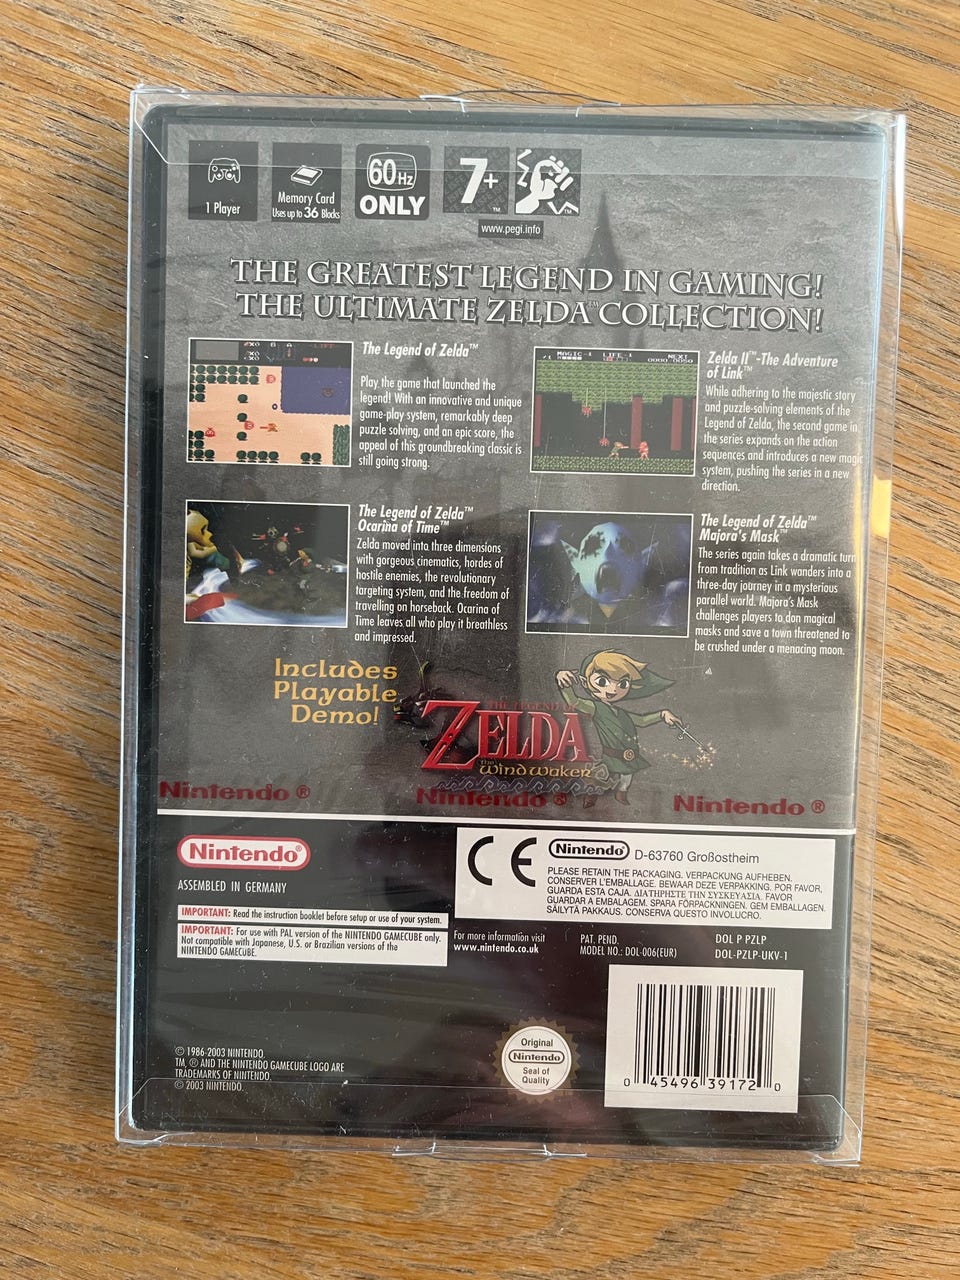 1 Player
Memory Card
Uses up to 36 Blocks
60Hz
ONLY
7+™
™
www.pegi.info
THE GREATEST LEGEND IN GAMING!
THE ULTIMATE ZELDA™ COLLECTION!
LIFE
The Legend of Zelda™
Play the game that launched the
legend! With an innovative and unique
game-play system, remarkably deep
puzzle solving, and an epic score, the
appeal of this groundbreaking classic is
still going strong.
MAGIC-1 LIFE-1 NEXT
Zelda II™-The Adventure
of Link™
While adhering to the majestic story
and puzzle-solving elements of the
Legend of Zelda, the second game in
the series expands on the action
sequences and introduces a new magic
system, pushing the series in a new
direction.
The Legend of Zelda™
Ocarina of Time™
Zelda moved into three dimensions
with gorgeous cinematics, hordes of
hostile enemies, the revolutionary
targeting system, and the freedom of
travelling on horseback. Ocarina of
Time leaves all who play it breathless
and impressed.
The Legend of Zelda™
Majora's Mask™
The series again takes a dramatic turn
from tradition as Link wanders into a
three-day journey in a mysterious
parallel world. Majora's Mask
challenges players to don magical
masks and save a town threatened to
be crushed under a menacing moon.
Includes
Playable
Demo!
THE LEGEND OF
ZELDA
the
Wind Waker
Nintendo ® Nintendo ® Nintendo ®
Nintendo®
ASSEMBLED IN GERMANY
IMPORTANT: Read the instruction booklet before setup or use of your system.
IMPORTANT: For use with PAL version of the NINTENDO GAMECUBE only.
Not compatible with Japanese, U.S. or Brazilian versions of the
NINTENDO GAMECUBE.
CE
Nintendo® D-63760 Großostheim
PLEASE RETAIN THE PACKAGING. VERPACKUNG AUFHEBEN.
CONSERVER L'EMBALLAGE. BEWAAR DEZE VERPAKKING. POR FAVOR,
GUARDA ESTA CAJA. ΔΙΑΤΗΡΗΣΤΕ ΤΗΝ ΣΥΣΚΕΥΑΣΙΑ. FAVOR
GUARDAR A EMBALAGEM. SPARA FÖRPACKNINGEN. GEM EMBALLAGEN.
SÄILYTÄ PAKKAUS. CONSERVA QUESTO INVOLUCRO.
For more information visit
www.nintendo.co.uk
PAT. PEND.
MODEL NO.: DOL-006(EUR)
DOL P PZLP
DOL-PZLP-UKV-1
© 1986-2003 NINTENDO.
TM, ® AND THE NINTENDO GAMECUBE LOGO ARE
TRADEMARKS OF NINTENDO.
© 2003 NINTENDO.
Original
Nintendo
Seal of
Quality
0 45496 39172 0